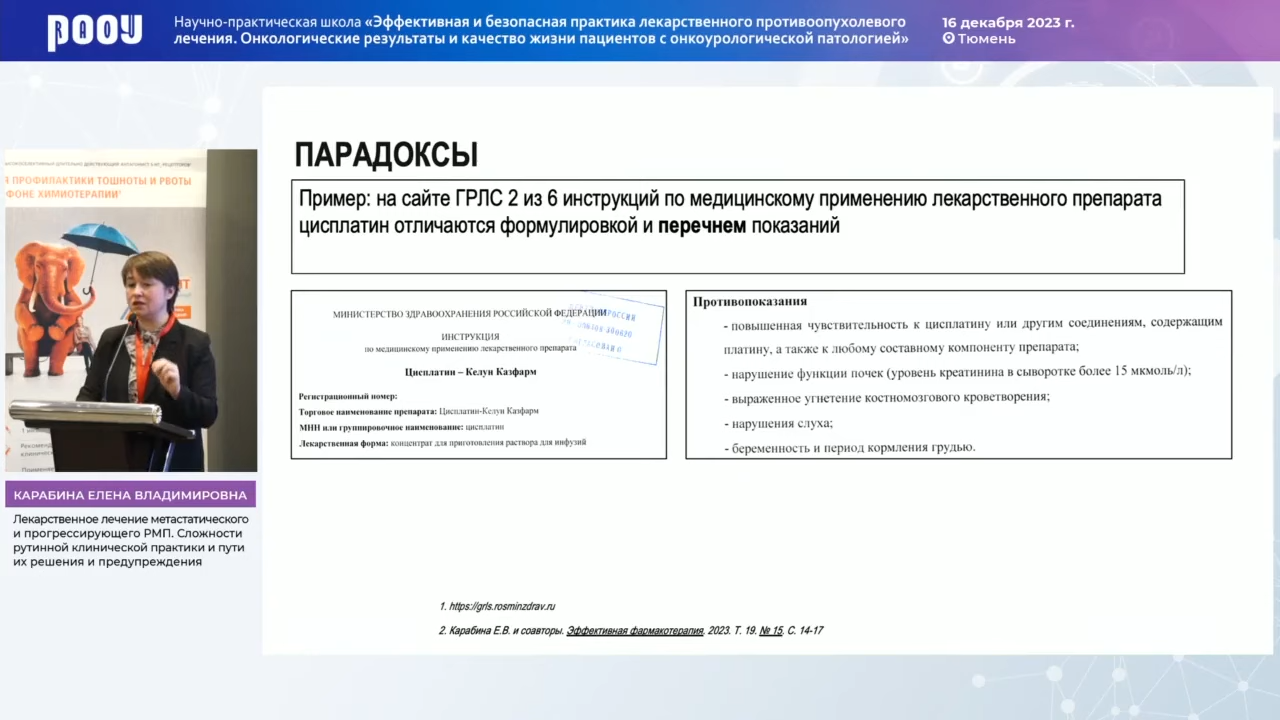 РАОУ
Научно-практическая школа «Эффективная и безопасная практика лекарственного противоопухолевого
лечения. Онкологические результаты и качество жизни пациентов с онкоурологической патологией»
16 декабря 2023 г.
Тюмень
Я ПРОФИЛАКТИКИ ТОШНОТЫ И РВОТЫ
ФОНЕ ХИМИОТЕРАПИИ
КАРАБИНА ЕЛЕНА ВЛАДИМИРОВНА
Лекарственное лечение метастатического
и прогрессирующего РМП. Сложности
рутинной клинической практики и пути
их решения и предупреждения
ПАРАДОКСЫ
Пример: на сайте ГРЛС 2 из 6 инструкций по медицинскому применению лекарственного препарата
цисплатин отличаются формулировкой и перечнем показаний
МИНИСТЕРСТВО ЗДРАВООХРАНЕНИЯ РОССИЙСКОЙ ФЕДЕРАЦИИ
ИНСТРУКЦИЯ
по медицинскому применению лекарственного препарата
Цисплатин – Келун Казфарм
Регистрационный номер:
Торговое наименование препарата: Цисплатин-Келун Казфарм
МНН или группировочное наименование: цисплатин
Лекарственная форма: концентрат для приготовления раствора для инфузий
Противопоказания
- повышенная чувствительность к цисплатину или другим соединениям, содержащим
платину, а также к любому составному компоненту препарата;
- нарушение функции почек (уровень креатинина в сыворотке более 15 мкмоль/л);
- выраженное угнетение костномозгового кроветворения;
- нарушения слуха;
- беременность и период кормления грудью.
1. https://grls.rosminzdrav.ru
2. Карабина Е.В. и соавторы. Эффективная фармакотерапия. 2023. Т. 19. № 15. С. 14-17